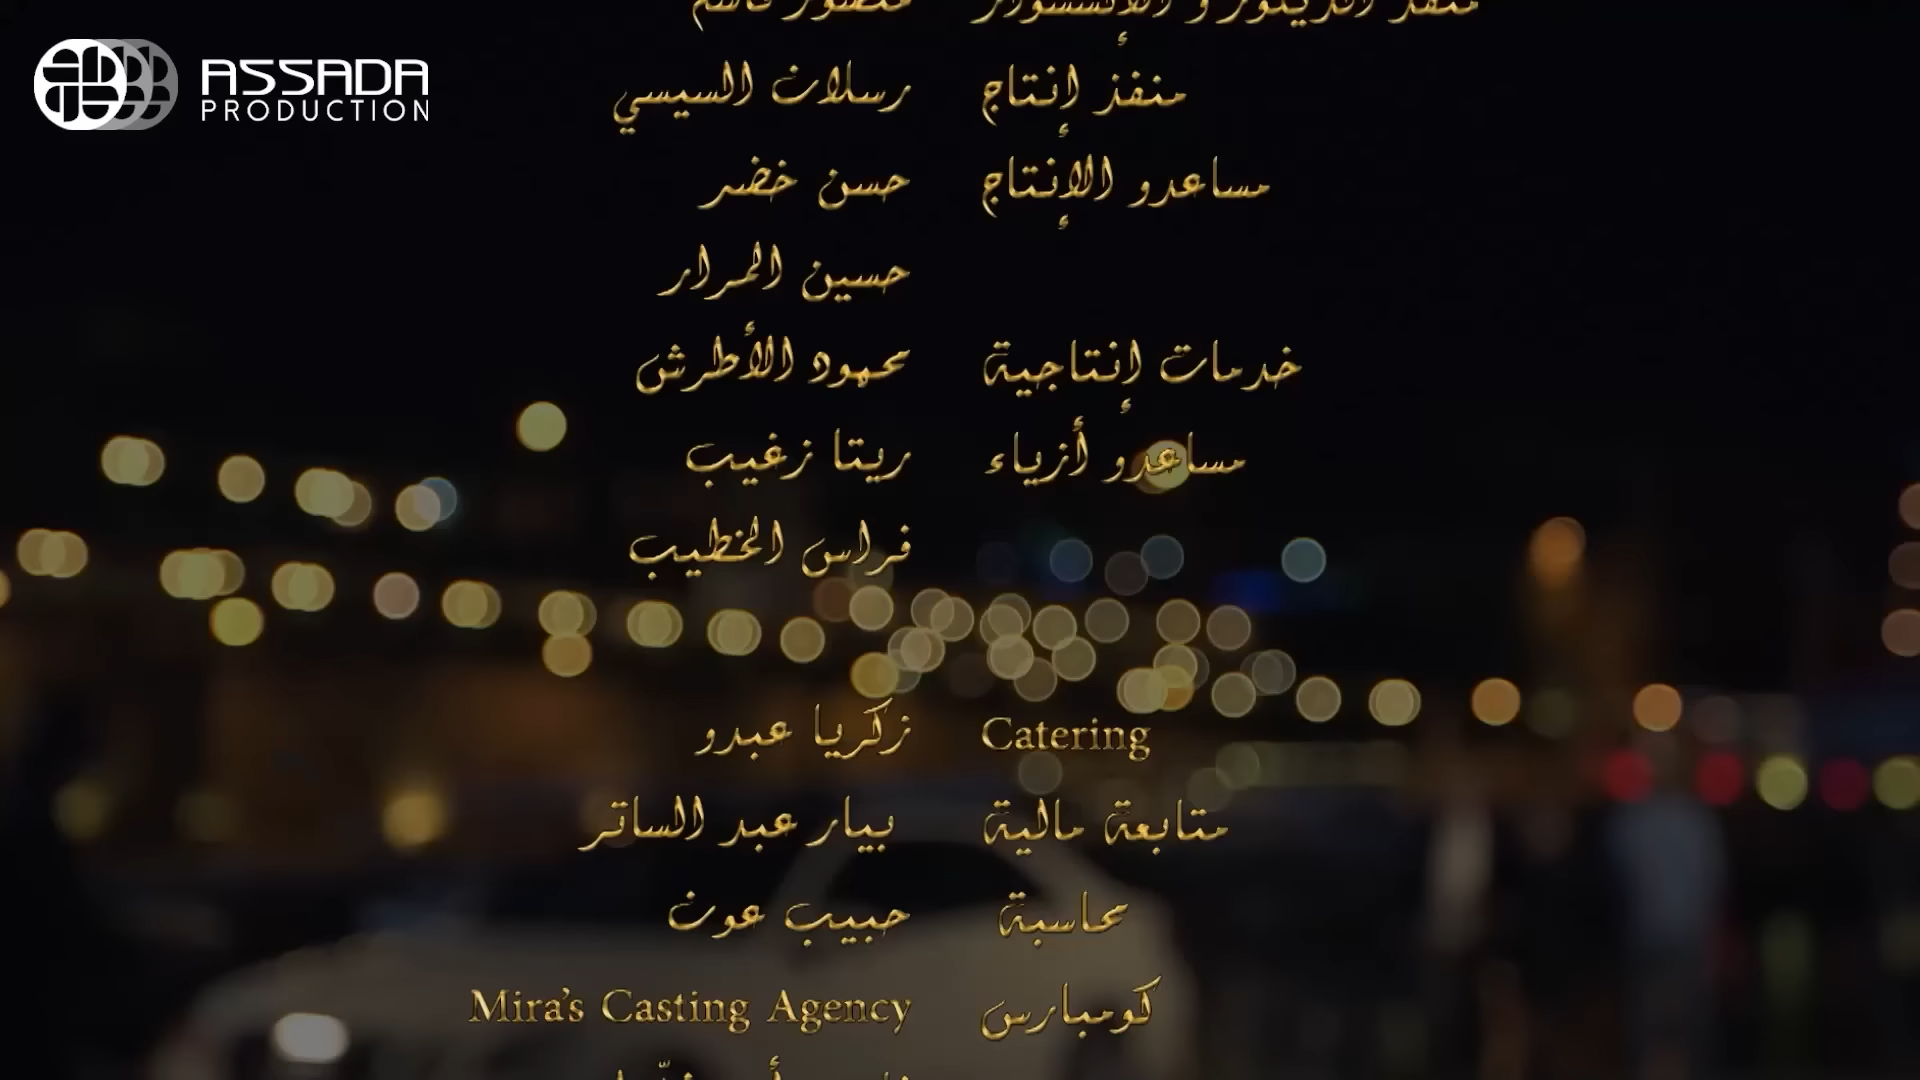 ASSADA
PRODUCTION
منفذ إنتاج رسلان السيسي
مساعدو الإنتاج حسن خضر
حسين المرار
خدمات إنتاجية محمود الأطرش
مساعدو أزياء ريتا زغيب
فراس الخطيب
Catering زكريا عبدو
متابعة مالية بيار عبد الساتر
محاسبة حبيب عون
كومبارس Mira's Casting Agency